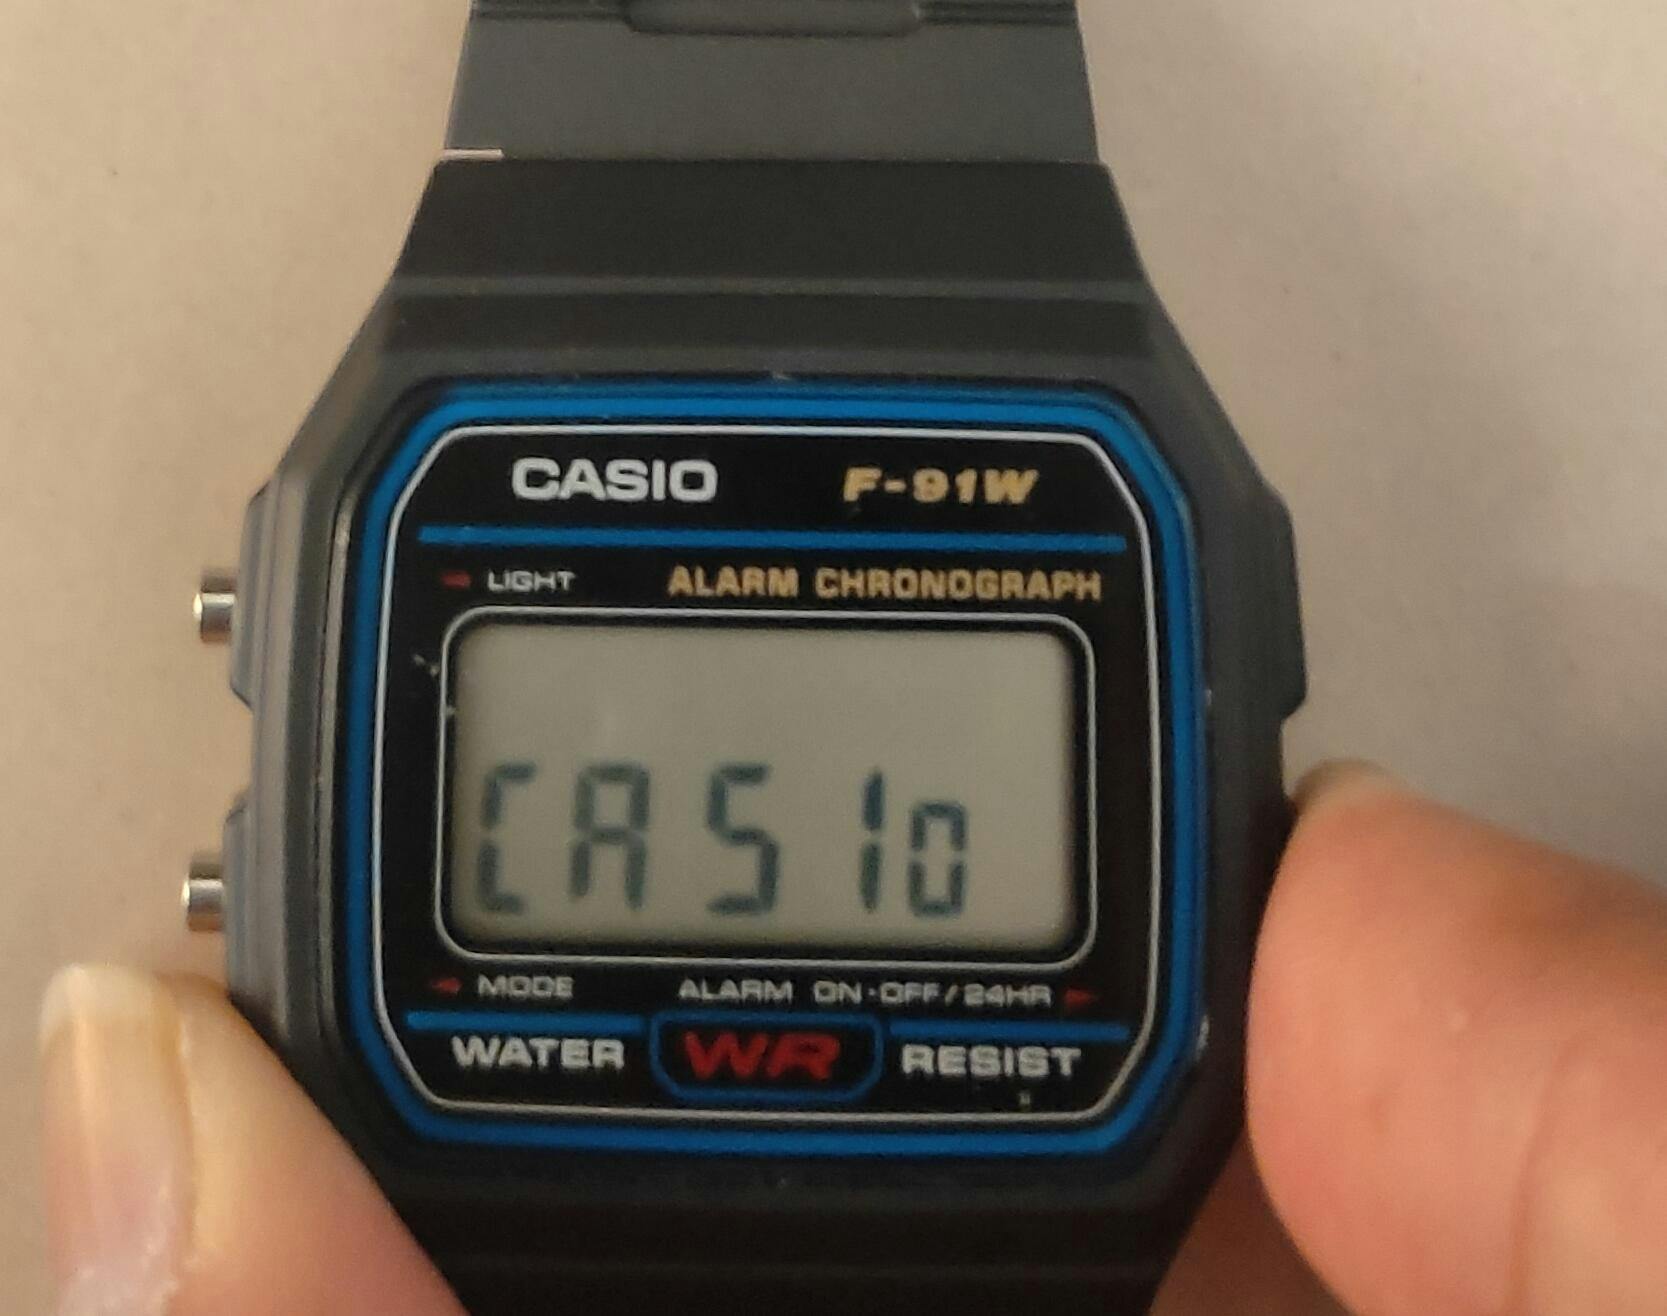 CASIO F-91W
LIGHT ALARM CHRONOGRAPH
CASIo
MODE ALARM ON·OFF/24HR
WATER WR RESIST